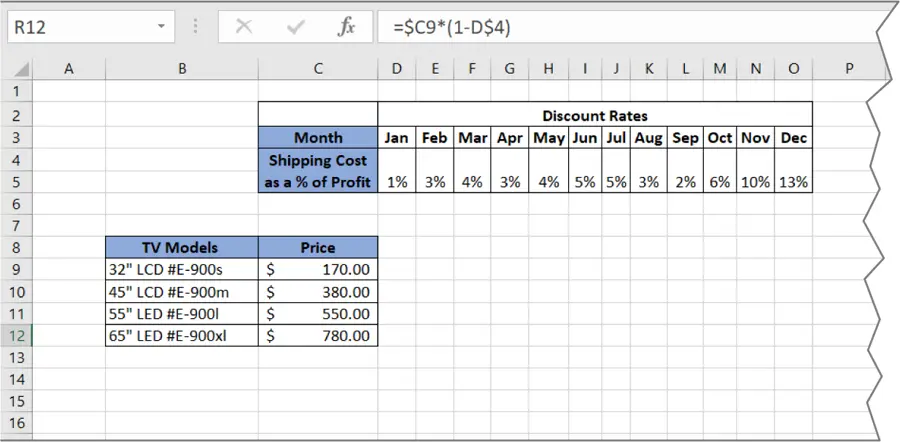 R12 fx =$C9*(1-D$4)
A B C D E F G H I J K L M N O P
1
2 Discount Rates
3 Month Jan Feb Mar Apr May Jun Jul Aug Sep Oct Nov Dec
4 Shipping Cost
5 as a % of Profit 1% 3% 4% 3% 4% 5% 5% 3% 2% 6% 10% 13%
6
7
8 TV Models Price
9 32" LCD #E-900s $ 170.00
10 45" LCD #E-900m $ 380.00
11 55" LED #E-900l $ 550.00
12 65" LED #E-900xl $ 780.00
13
14
15
16